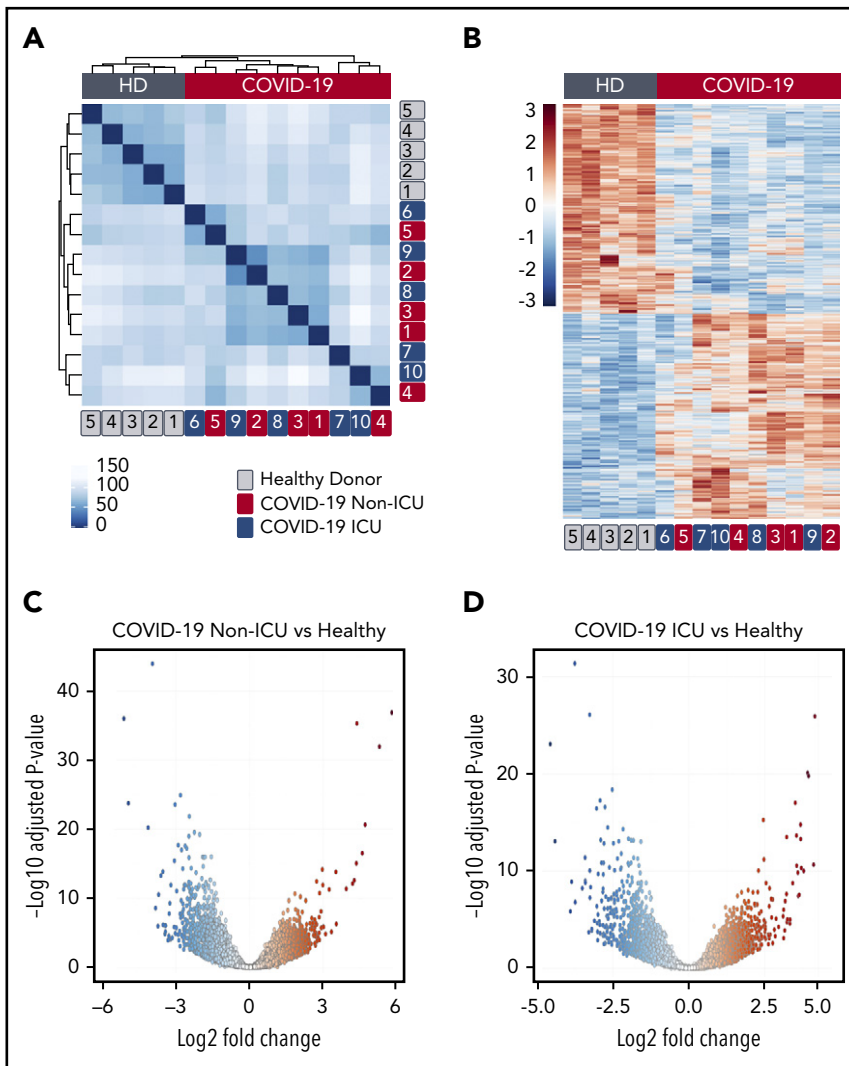 A
HD COVID-19
5
4
3
2
1
6
5
9
2
8
3
1
7
10
4
5 4 3 2 1 6 5 9 2 8 3 1 7 10 4
150
100
50
0
Healthy Donor
COVID-19 Non-ICU
COVID-19 ICU
B
HD COVID-19
3
2
1
0
-1
-2
-3
5 4 3 2 1 6 5 7 10 4 8 3 1 9 2
C
COVID-19 Non-ICU vs Healthy
–Log10 adjusted P-value
40
30
20
10
0
−6 −3 0 3 6
Log2 fold change
D
COVID-19 ICU vs Healthy
–Log10 adjusted P-value
30
20
10
0
-5.0 -2.5 0.0 2.5 5.0
Log2 fold change